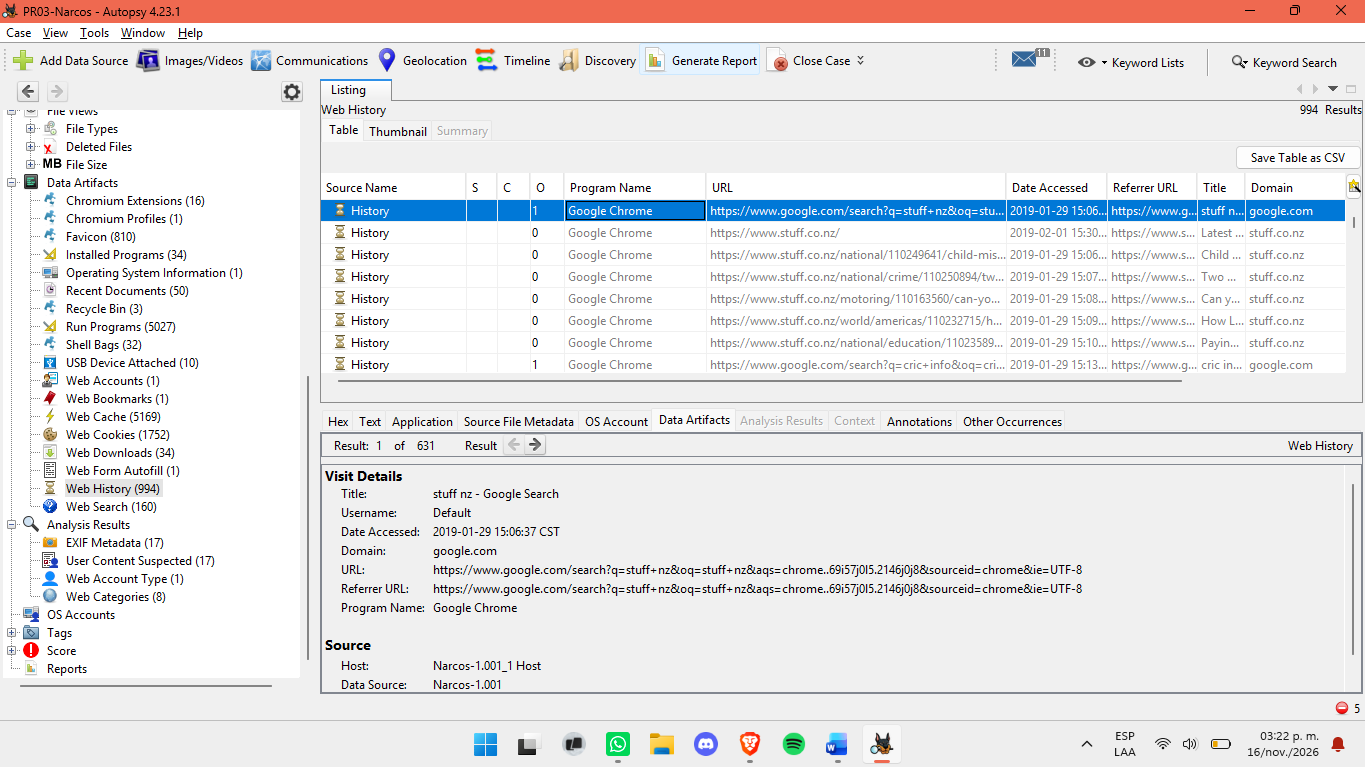 PR03-Narcos - Autopsy 4.23.1
Case View Tools Window Help
Add Data Source Images/Videos Communications Geolocation Timeline Discovery Generate Report Close Case 11 Keyword Lists Keyword Search
Listing
Web History 994 Results
Table Thumbnail Summary
Save Table as CSV
File Views
File Types
Deleted Files
MB File Size
Data Artifacts
Chromium Extensions (16)
Chromium Profiles (1)
Favicon (810)
Installed Programs (34)
Operating System Information (1)
Recent Documents (50)
Recycle Bin (3)
Run Programs (5027)
Shell Bags (32)
USB Device Attached (10)
Web Accounts (1)
Web Bookmarks (1)
Web Cache (5169)
Web Cookies (1752)
Web Downloads (34)
Web Form Autofill (1)
Web History (994)
Web Search (160)
Analysis Results
EXIF Metadata (17)
User Content Suspected (17)
Web Account Type (1)
Web Categories (8)
OS Accounts
Tags
Score
Reports
Source Name S C O Program Name URL Date Accessed Referrer URL Title Domain
History 1 Google Chrome https://www.google.com/search?q=stuff+nz&oq=stu... 2019-01-29 15:06... https://www.g... stuff n... google.com
History 0 Google Chrome https://www.stuff.co.nz/ 2019-02-01 15:30... https://www.s... Latest ... stuff.co.nz
History 0 Google Chrome https://www.stuff.co.nz/national/110249641/child-mis... 2019-01-29 15:06... https://www.s... Child ... stuff.co.nz
History 0 Google Chrome https://www.stuff.co.nz/national/crime/110250894/tw... 2019-01-29 15:07... https://www.s... Two ... stuff.co.nz
History 0 Google Chrome https://www.stuff.co.nz/motoring/110163560/can-yo... 2019-01-29 15:08... https://www.s... Can y... stuff.co.nz
History 0 Google Chrome https://www.stuff.co.nz/world/americas/110232715/h... 2019-01-29 15:09... https://www.s... How L... stuff.co.nz
History 0 Google Chrome https://www.stuff.co.nz/national/education/11023589... 2019-01-29 15:10... https://www.s... Payin... stuff.co.nz
History 1 Google Chrome https://www.google.com/search?q=cric+info&oq=cri... 2019-01-29 15:13... https://www.g... cric in... google.com
Hex Text Application Source File Metadata OS Account Data Artifacts Analysis Results Context Annotations Other Occurrences
Result: 1 of 631 Result Web History
Visit Details
Title: stuff nz - Google Search
Username: Default
Date Accessed: 2019-01-29 15:06:37 CST
Domain: google.com
URL: https://www.google.com/search?q=stuff+nz&oq=stuff+nz&aqs=chrome..69i57j0l5.2146j0j8&sourceid=chrome&ie=UTF-8
Referrer URL: https://www.google.com/search?q=stuff+nz&oq=stuff+nz&aqs=chrome..69i57j0l5.2146j0j8&sourceid=chrome&ie=UTF-8
Program Name: Google Chrome
Source
Host: Narcos-1.001_1 Host
Data Source: Narcos-1.001
5
ESP
LAA
03:22 p. m.
16/nov./2026